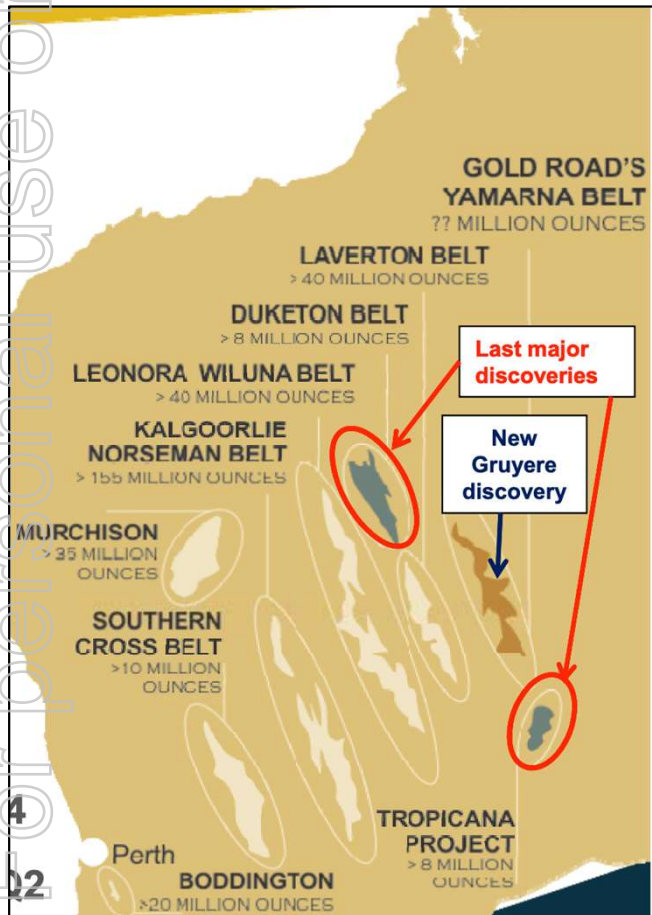 GOLD ROAD'S
YAMARNA BELT
?? MILLION OUNCES
LAVERTON BELT
> 40 MILLION OUNCES
DUKETON BELT
> 8 MILLION OUNCES
Last major
discoveries
LEONORA WILUNA BELT
> 40 MILLION OUNCES
KALGOORLIE
NORSEMAN BELT
> 155 MILLION OUNCES
New
Gruyere
discovery
MURCHISON
> 35 MILLION
OUNCES
SOUTHERN
CROSS BELT
>10 MILLION
OUNCES
TROPICANA
PROJECT
> 8 MILLION
OUNCES
4
Perth
Q2
BODDINGTON
>20 MILLION OUNCES
For personal use o